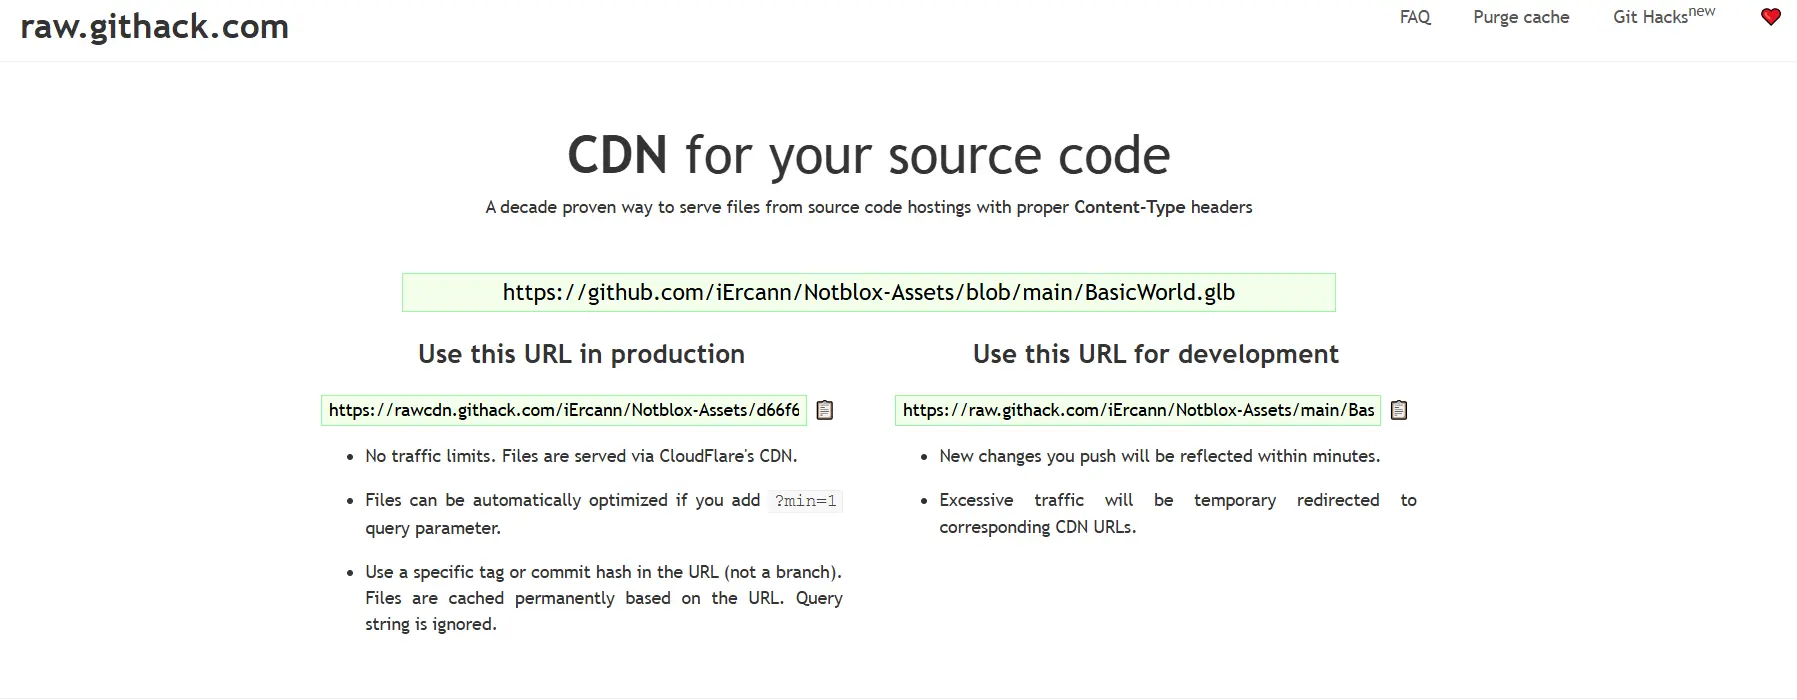 raw.githack.com
FAQ Purge cache Git Hacksnew
CDN for your source code
A decade proven way to serve files from source code hostings with proper Content-Type headers
https://github.com/iErcann/Notblox-Assets/blob/main/BasicWorld.glb
Use this URL in production
https://rawcdn.githack.com/iErcann/Notblox-Assets/d66f6
No traffic limits. Files are served via CloudFlare's CDN.
Files can be automatically optimized if you add ?min=1
query parameter.
Use a specific tag or commit hash in the URL (not a branch).
Files are cached permanently based on the URL. Query
string is ignored.
Use this URL for development
https://raw.githack.com/iErcann/Notblox-Assets/main/Bas
New changes you push will be reflected within minutes.
Excessive traffic will be temporary redirected to
corresponding CDN URLs.